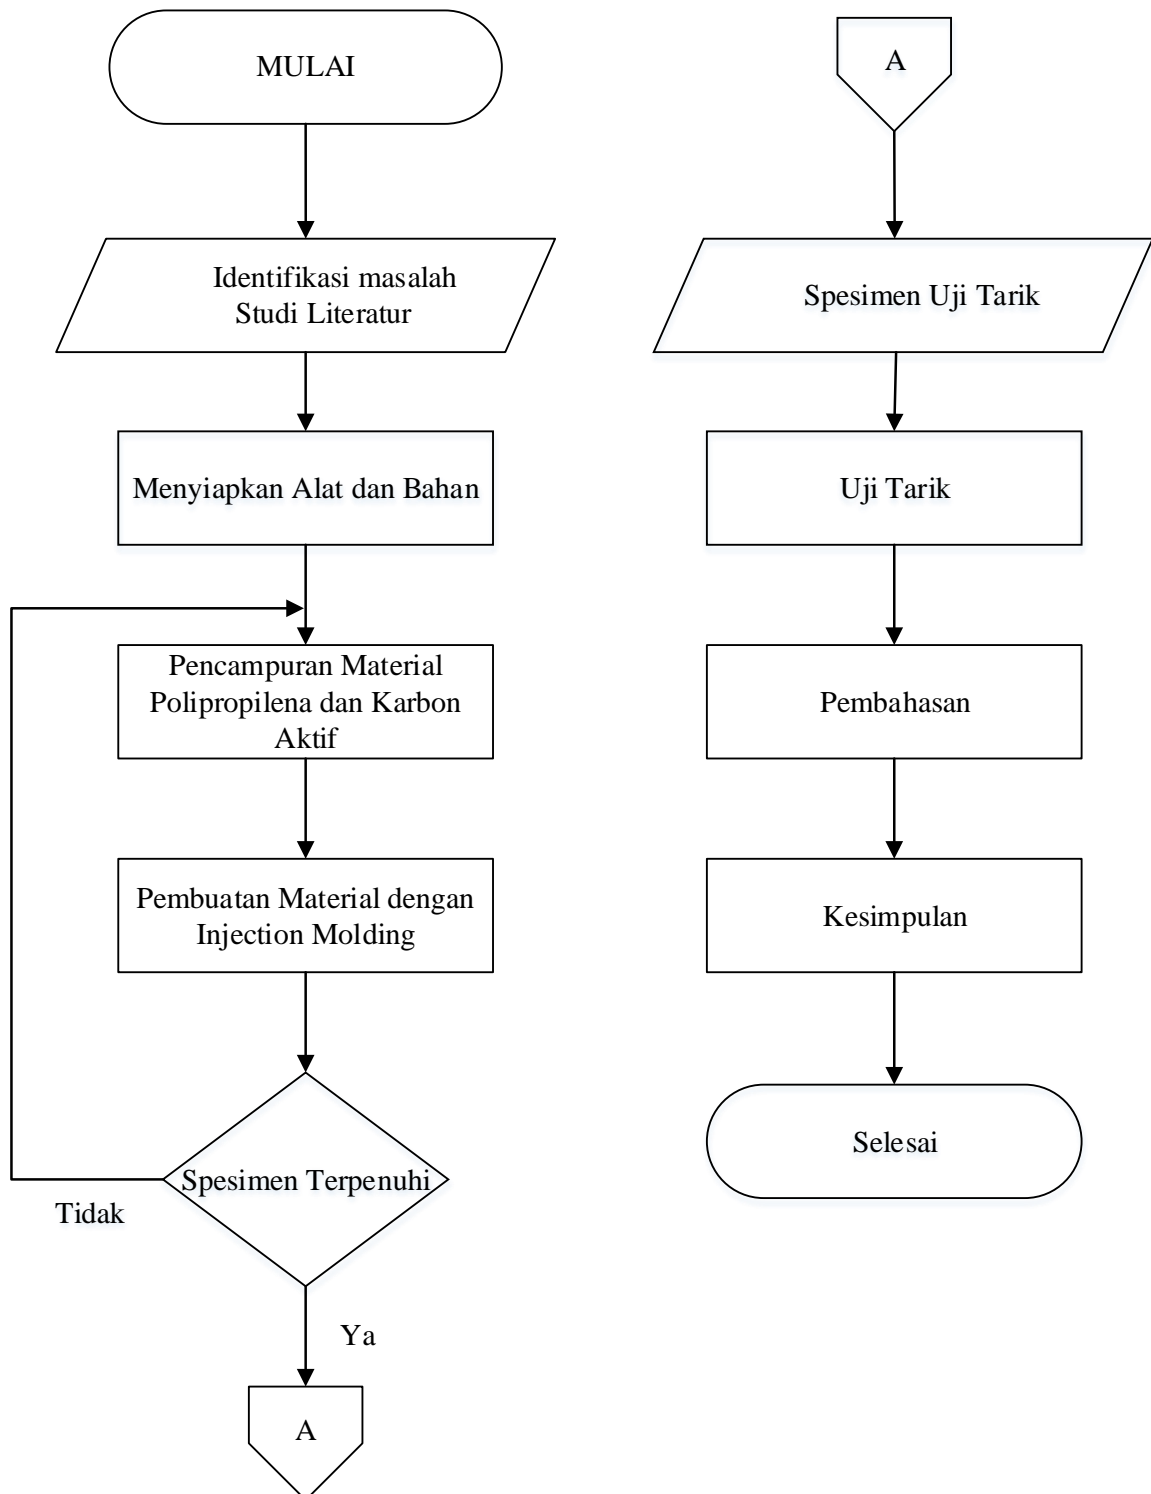 MULAI
Identifikasi masalah
Studi Literatur
Menyiapkan Alat dan Bahan
Pencampuran Material
Polipropilena dan Karbon
Aktif
Pembuatan Material dengan
Injection Molding
Spesimen Terpenuhi
Tidak
Ya
A
A
Spesimen Uji Tarik
Uji Tarik
Pembahasan
Kesimpulan
Selesai